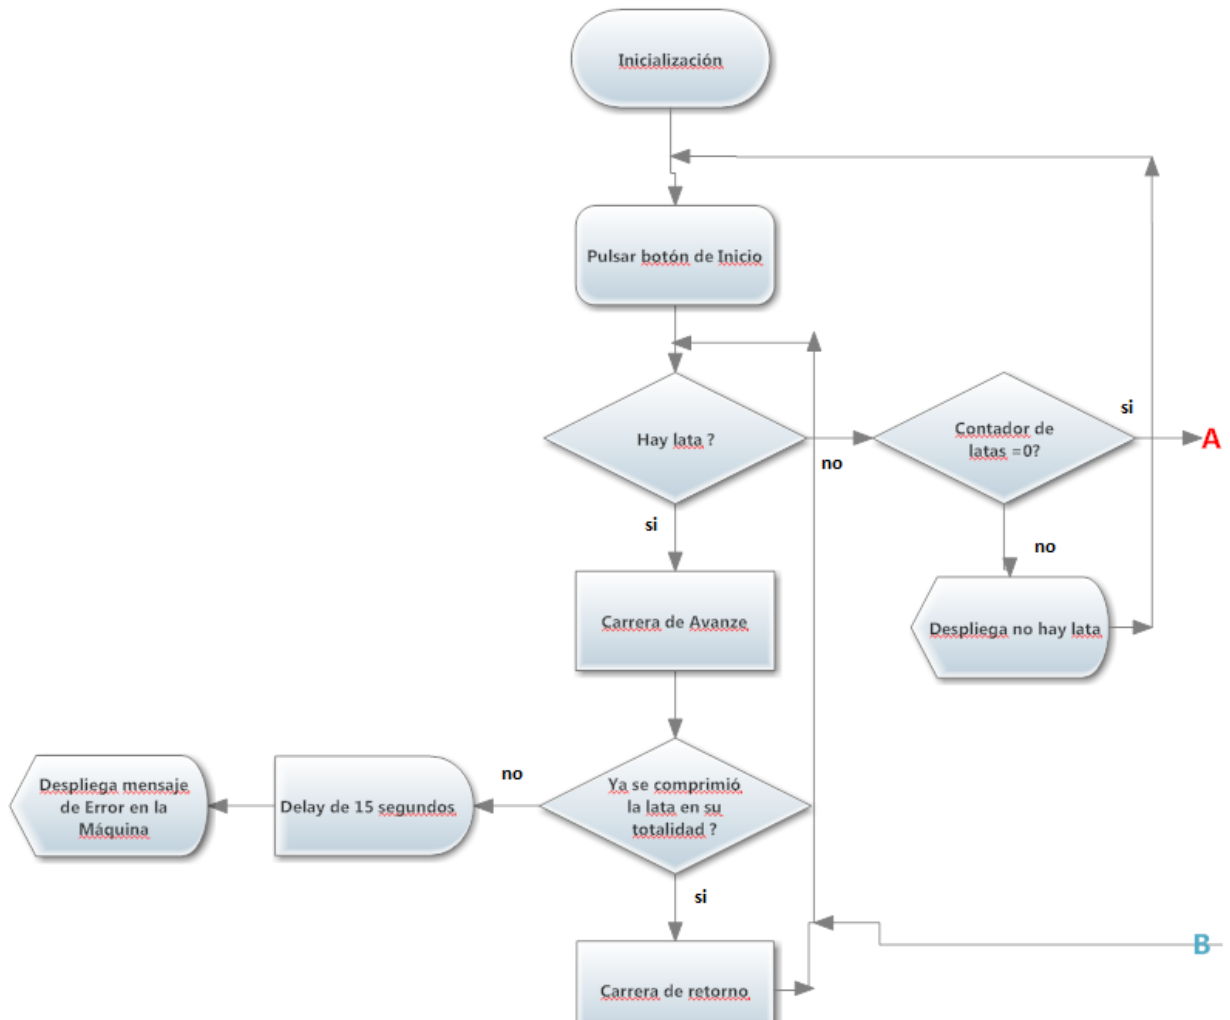 Inicialización
Pulsar botón de Inicio
Hay lata ?
no
Contador de
latas =0?
si
A
si
no
Carrera de Avanze
Despliega no hay lata
Ya se comprimió
la lata en su
totalidad ?
no
Delay de 15 segundos
Despliega mensaje
de Error en la
Máquina
si
B
Carrera de retorno